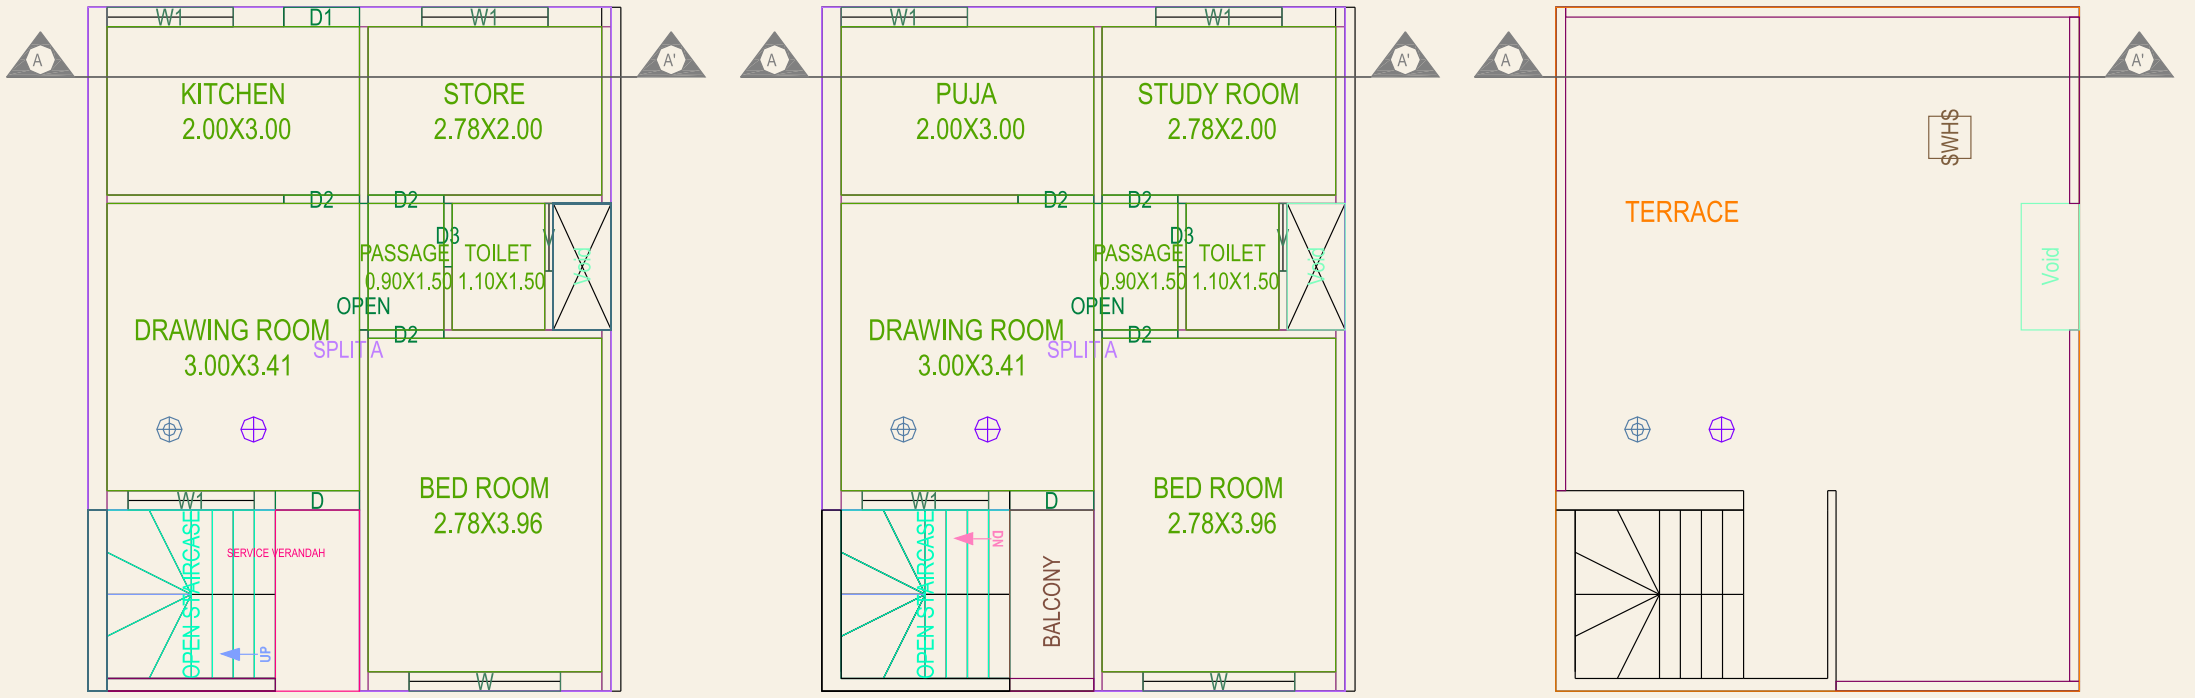 W1
D1
W1
A
A'
KITCHEN
2.00X3.00
STORE
2.78X2.00
D2
D2
D3
V
PASSAGE
0.90X1.50
TOILET
1.10X1.50
Void
OPEN
DRAWING ROOM
3.00X3.41
D2
SPLIT A
W1
D
BED ROOM
2.78X3.96
OPEN STAIRCASE
SERVICE VERANDAH
UP
W
W1
W1
A
A'
PUJA
2.00X3.00
STUDY ROOM
2.78X2.00
D2
D2
D3
V
PASSAGE
0.90X1.50
TOILET
1.10X1.50
Void
OPEN
DRAWING ROOM
3.00X3.41
D2
SPLIT A
W1
D
BED ROOM
2.78X3.96
OPEN STAIRCASE
DN
BALCONY
W
A
A'
SWHS
TERRACE
Void